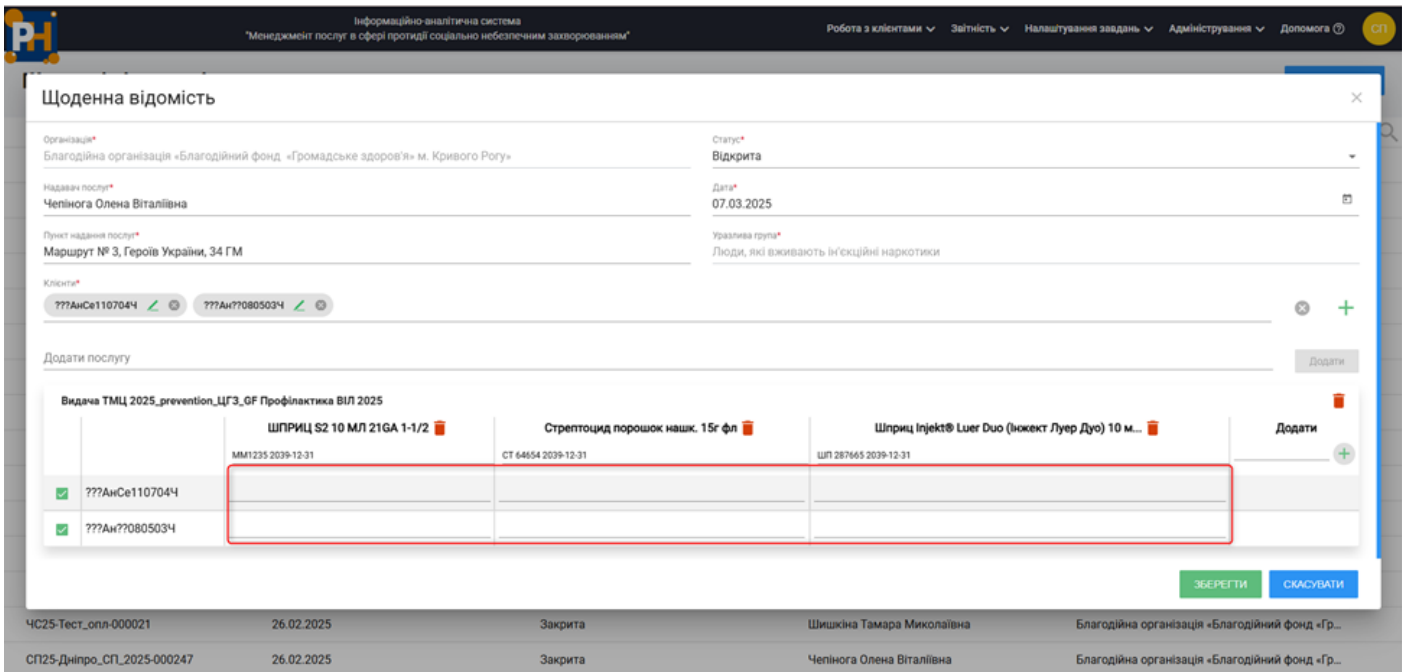 PH
Інформаційно-аналітична система
"Менеджмент послуг в сфері протидії соціально небезпечним захворюванням"
Робота з клієнтами Звітність Налаштування завдань Адміністрування Допомога
СП
Щоденна відомість
Організація*
Благодійна організація «Благодійний фонд «Громадське здоров'я» м. Кривого Рогу»
Статус*
Відкрита
Надавач послуг*
Чепінога Олена Віталіївна
Дата*
07.03.2025
Пункт надання послуг*
Маршрут № 3, Героїв України, 34 ГМ
Уразлива група*
Люди, які вживають ін'єкційні наркотики
Клієнти*
???АнСе110704Ч ???Ан??080503Ч
Додати послугу
Додати
Видача ТМЦ 2025_prevention_ЦГЗ_GF Профілактика ВІЛ 2025
ШПРИЦ S2 10 МЛ 21GA 1-1/2 Стрептоцид порошок нашк. 15г фл Шприц Injekt® Luer Duo (Інжект Луер Дуо) 10 м... Додати
ММ1235 2039-12-31 СТ 64654 2039-12-31 ШП 287665 2039-12-31
???АнСе110704Ч
???Ан??080503Ч
ЗБЕРЕГТИ СКАСУВАТИ
ЧС25-Тест_опл-000021 26.02.2025 Закрита Шишкіна Тамара Миколаївна Благодійна організація «Благодійний фонд «Гр...
СП25-Дніпро_СП_2025-000247 26.02.2025 Закрита Чепінога Олена Віталіївна Благодійна організація «Благодійний фонд «Гр...